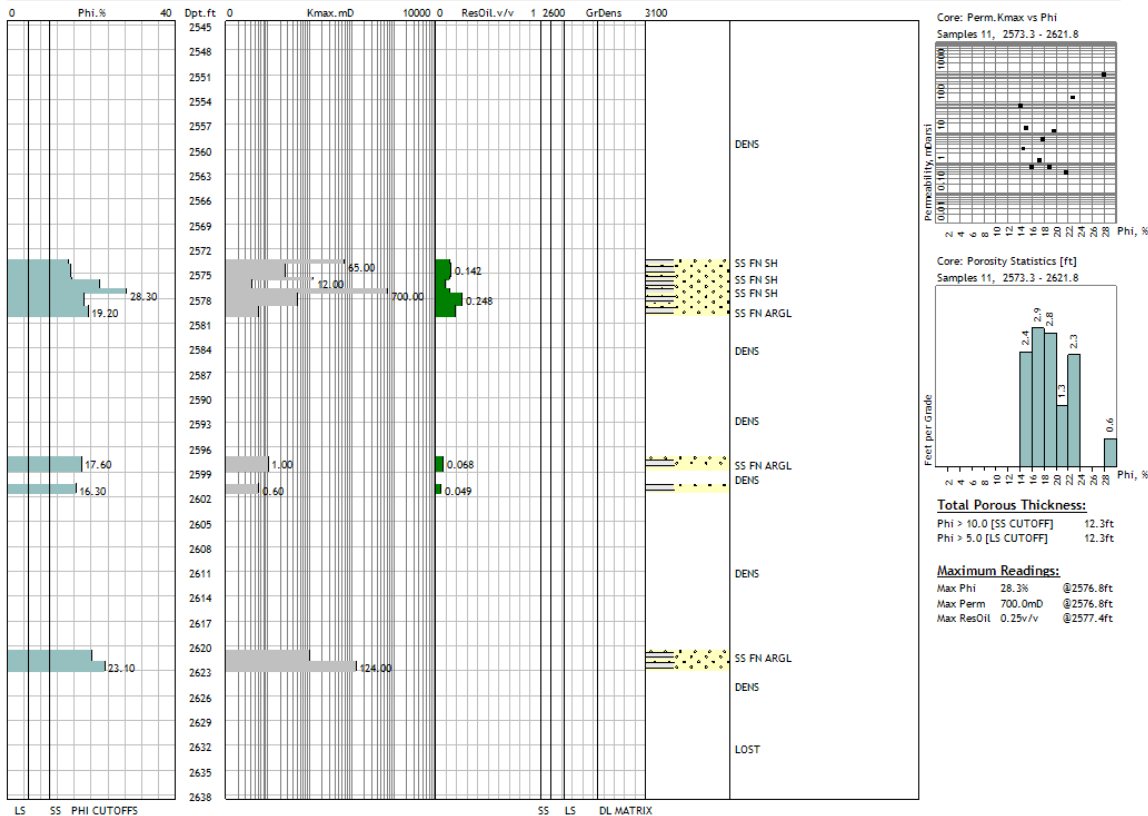 0 Phi.% 40 Dpt.ft 0 Kmax.mD 10000 0 ResOil.v/v 1 2600 GrDens 3100
2545
2548
2551
2554
2557
2560
2563
2566
2569
2572
2575
2578
2581
2584
2587
2590
2593
2596
2599
2602
2605
2608
2611
2614
2617
2620
2623
2626
2629
2632
2635
2638
28.30
19.20
17.60
16.30
23.10
65.00
12.00
700.00
1.00
0.60
124.00
0.142
0.248
0.068
0.049
DENS
SS FN SH
SS FN SH
SS FN SH
SS FN ARGL
DENS
DENS
SS FN ARGL
DENS
DENS
SS FN ARGL
DENS
LOST
LS SS PHI CUTOFFS
SS LS DL MATRIX
Core: Perm.Kmax vs Phi
Samples 11, 2573.3 - 2621.8
Permeability, mDarsi
1000
100
10
1
0.10
0.01
2 4 6 8 10 12 14 16 18 20 22 24 26 28 Phi, %
Core: Porosity Statistics [ft]
Samples 11, 2573.3 - 2621.8
Feet per Grade
2.4 2.9 2.8 1.3 2.3 0.6
2 4 6 8 10 12 14 16 18 20 22 24 26 28 Phi, %
Total Porous Thickness:
Phi > 10.0 [SS CUTOFF] 12.3ft
Phi > 5.0 [LS CUTOFF] 12.3ft
Maximum Readings:
Max Phi 28.3% @2576.8ft
Max Perm 700.0mD @2576.8ft
Max ResOil 0.25v/v @2577.4ft